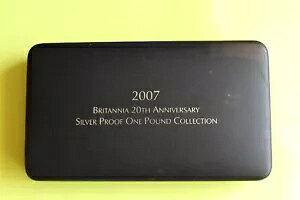 2007
BRITANNIA 20TH ANNIVERSARY
SILVER PROOF ONE POUND COLLECTION